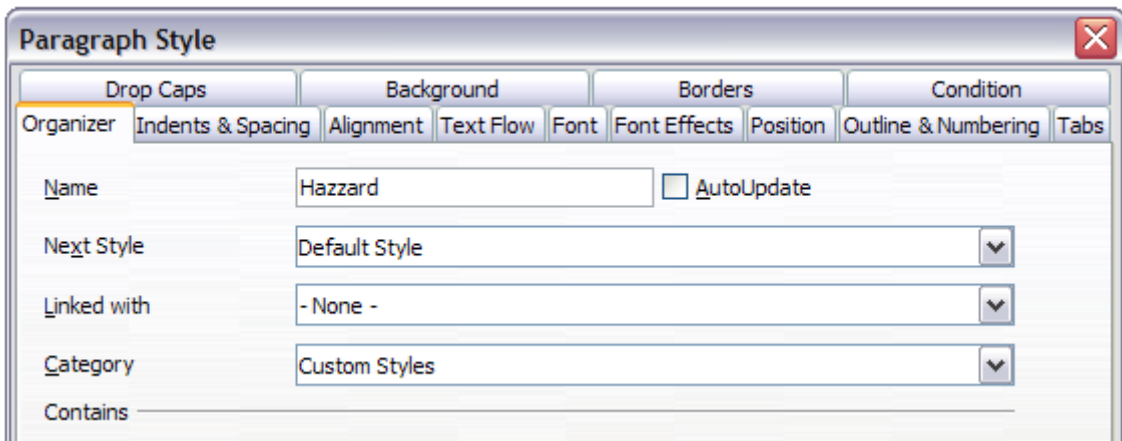 Paragraph Style
Drop Caps Background Borders Condition
Organizer Indents & Spacing Alignment Text Flow Font Font Effects Position Outline & Numbering Tabs
Name Hazzard AutoUpdate
Next Style Default Style
Linked with - None -
Category Custom Styles
Contains